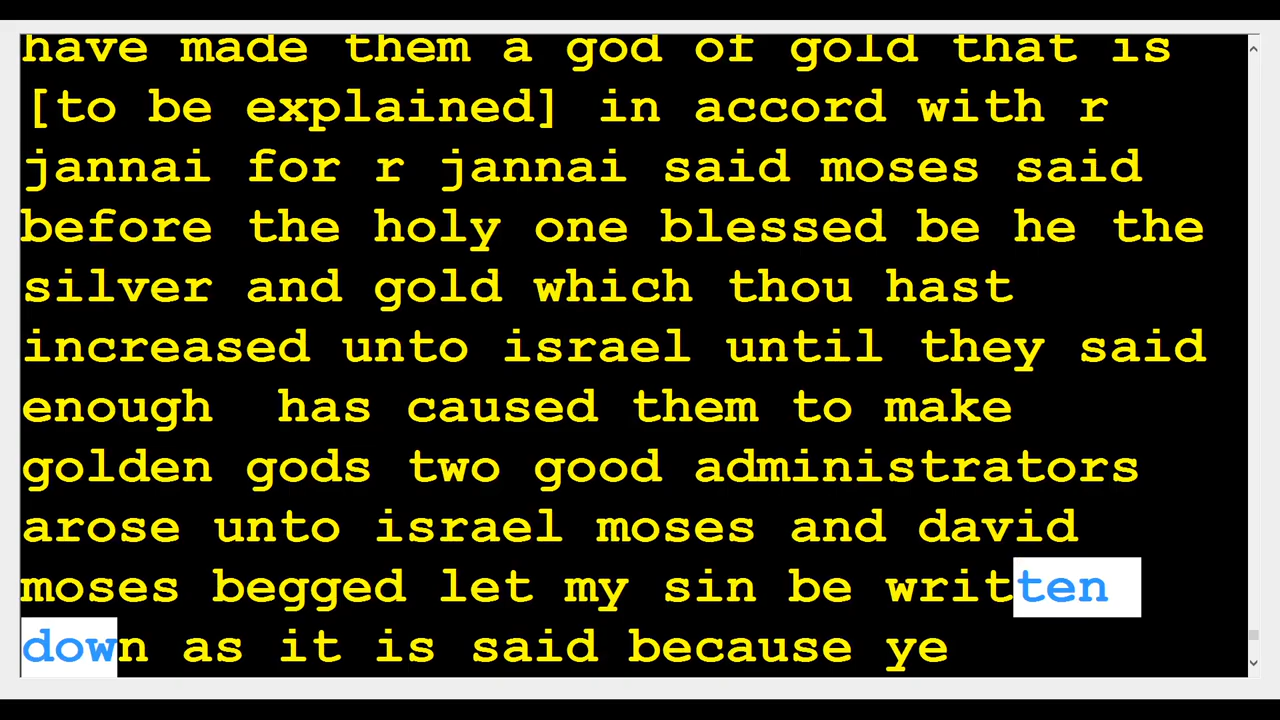 have made them a god of gold that is
[to be explained] in accord with r
jannai for r jannai said moses said
before the holy one blessed be he the
silver and gold which thou hast
increased unto israel until they said
enough  has caused them to make
golden gods two good administrators
arose unto israel moses and david
moses begged let my sin be written
down as it is said because ye